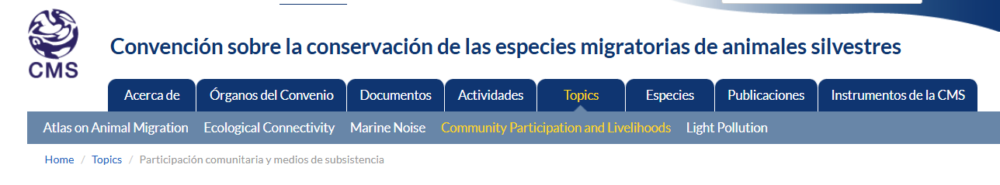 CMS
Convención sobre la conservación de las especies migratorias de animales silvestres
Acerca de Órganos del Convenio Documentos Actividades Topics Especies Publicaciones Instrumentos de la CMS
Atlas on Animal Migration Ecological Connectivity Marine Noise Community Participation and Livelihoods Light Pollution
Home / Topics / Participación comunitaria y medios de subsistencia